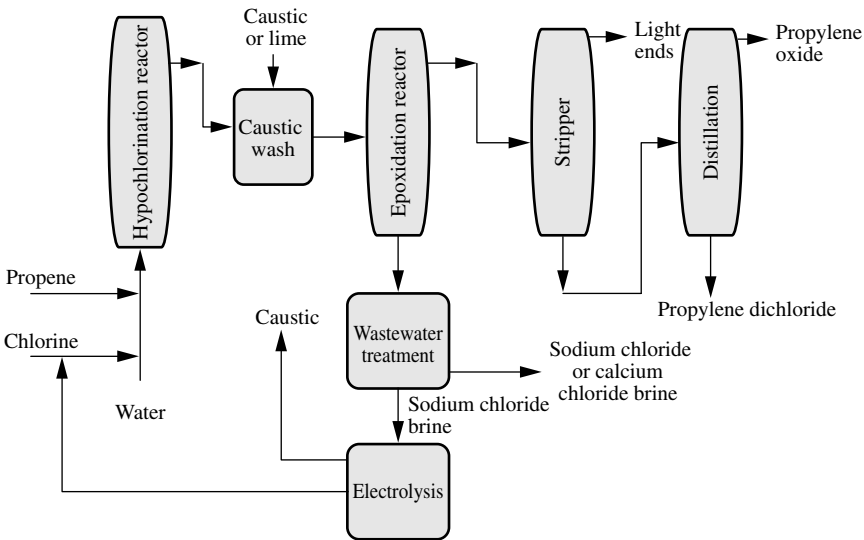 Caustic
or lime
Light
ends
Propylene
oxide
Hypochlorination reactor
Caustic
wash
Epoxidation reactor
Stripper
Distillation
Propene
Chlorine
Water
Caustic
Wastewater
treatment
Propylene dichloride
Sodium chloride
or calcium
chloride brine
Sodium chloride
brine
Electrolysis